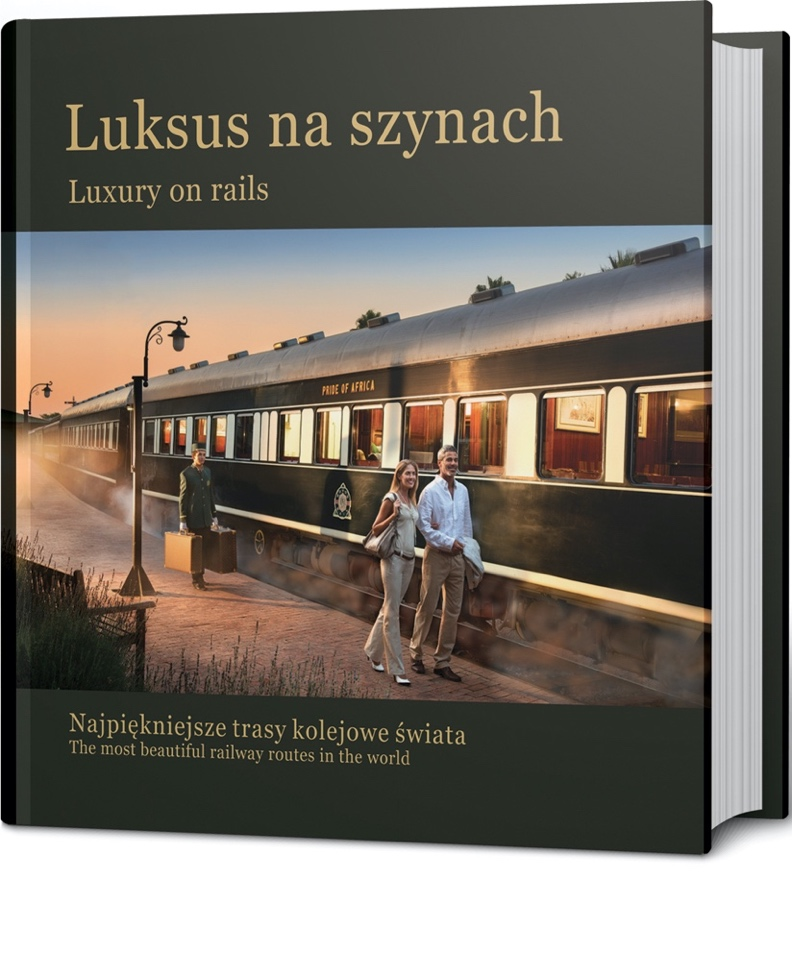 Luksus na szynach
Luxury on rails
PRIDE OF AFRICA
Najpiękniejsze trasy kolejowe świata
The most beautiful railway routes in the world